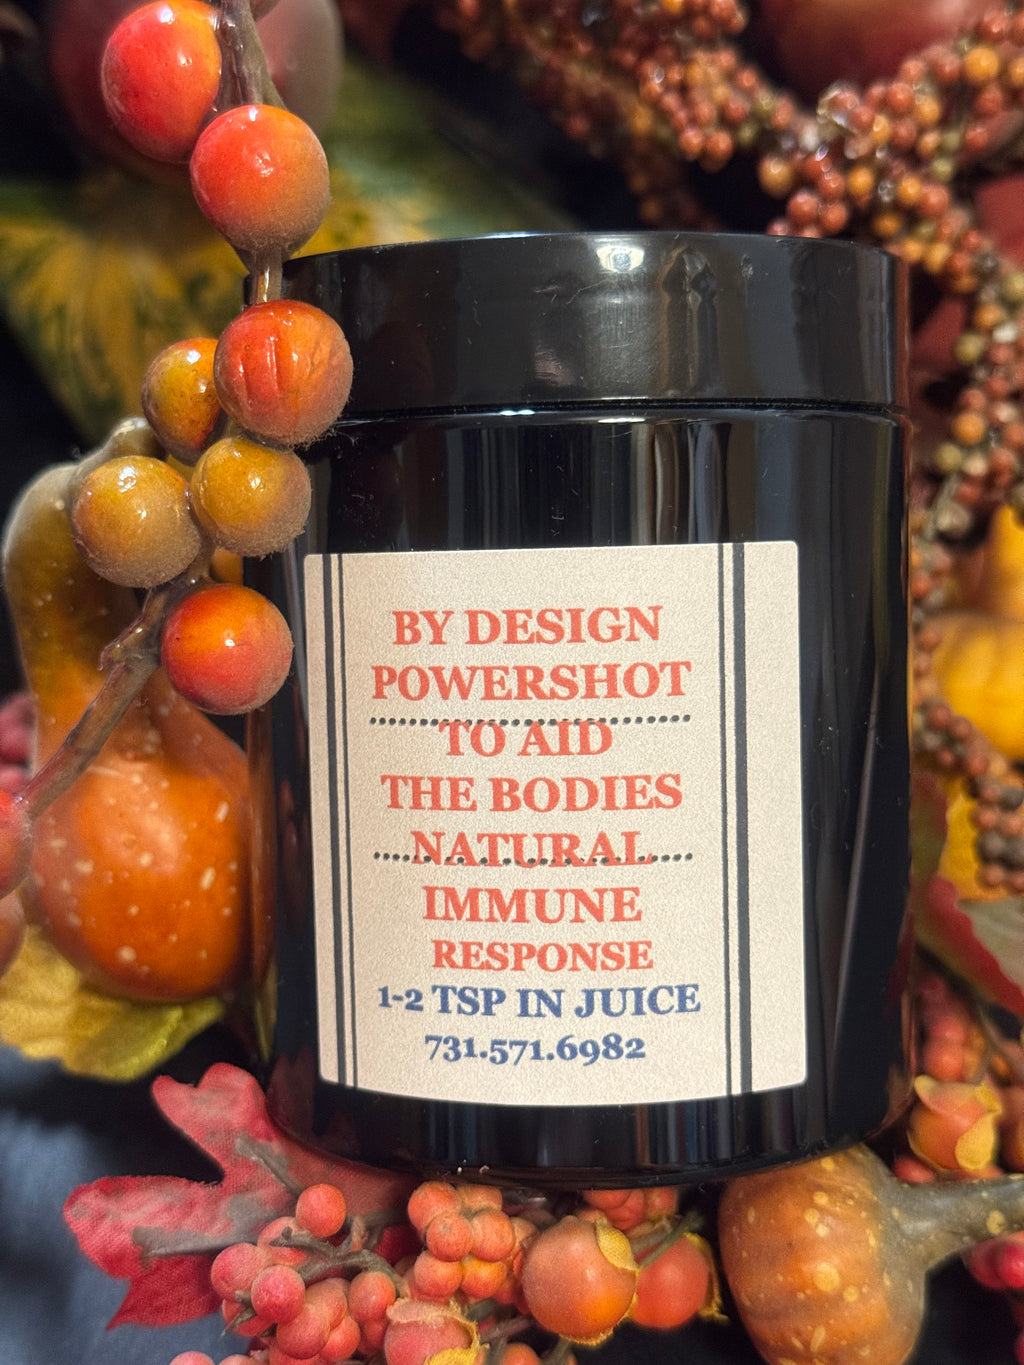 BY DESIGN
POWERSHOT
TO AID
THE BODIES
NATURAL
IMMUNE
RESPONSE
1-2 TSP IN JUICE
731.571.6982